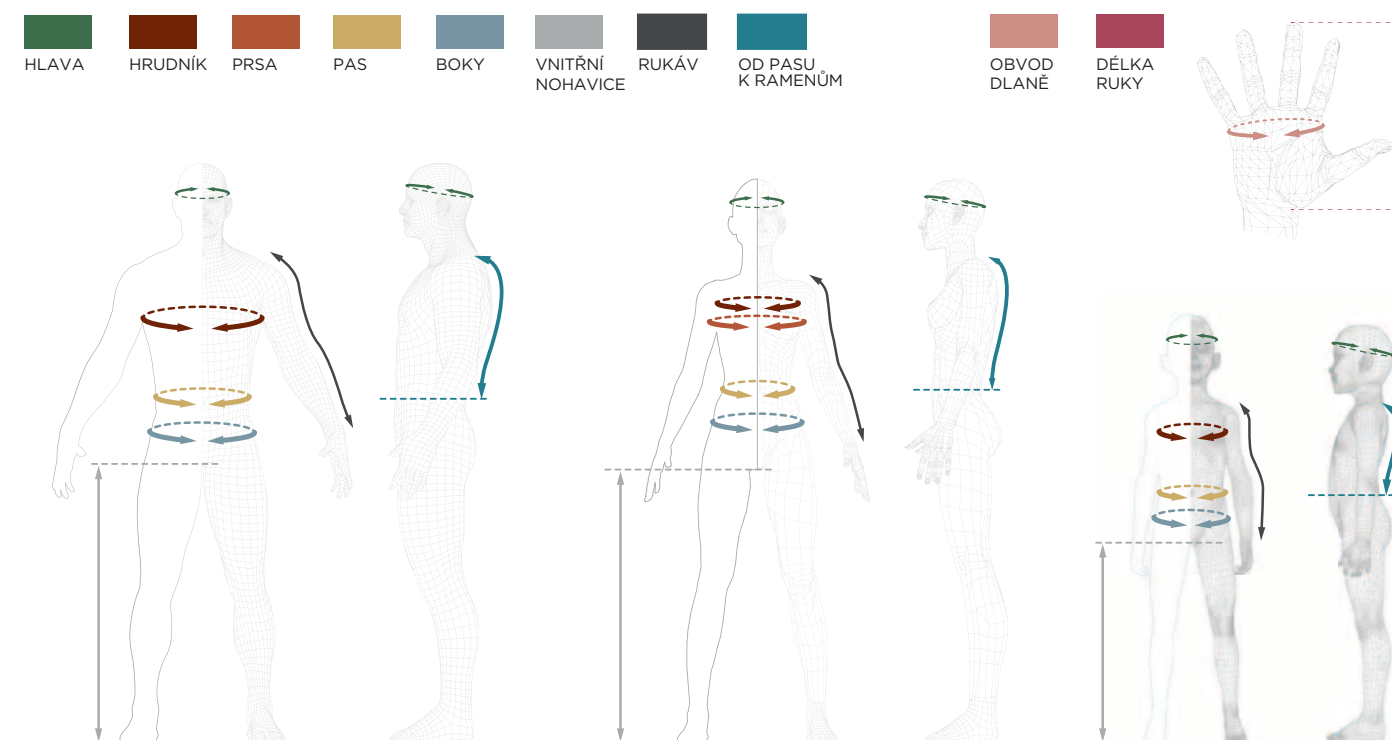 HLAVA
HRUDNÍK
PRSA
PAS
BOKY
VNITŘNÍ
NOHAVICE
RUKÁV
OD PASU
K RAMENŮM
OBVOD
DLANĚ
DÉLKA
RUKY